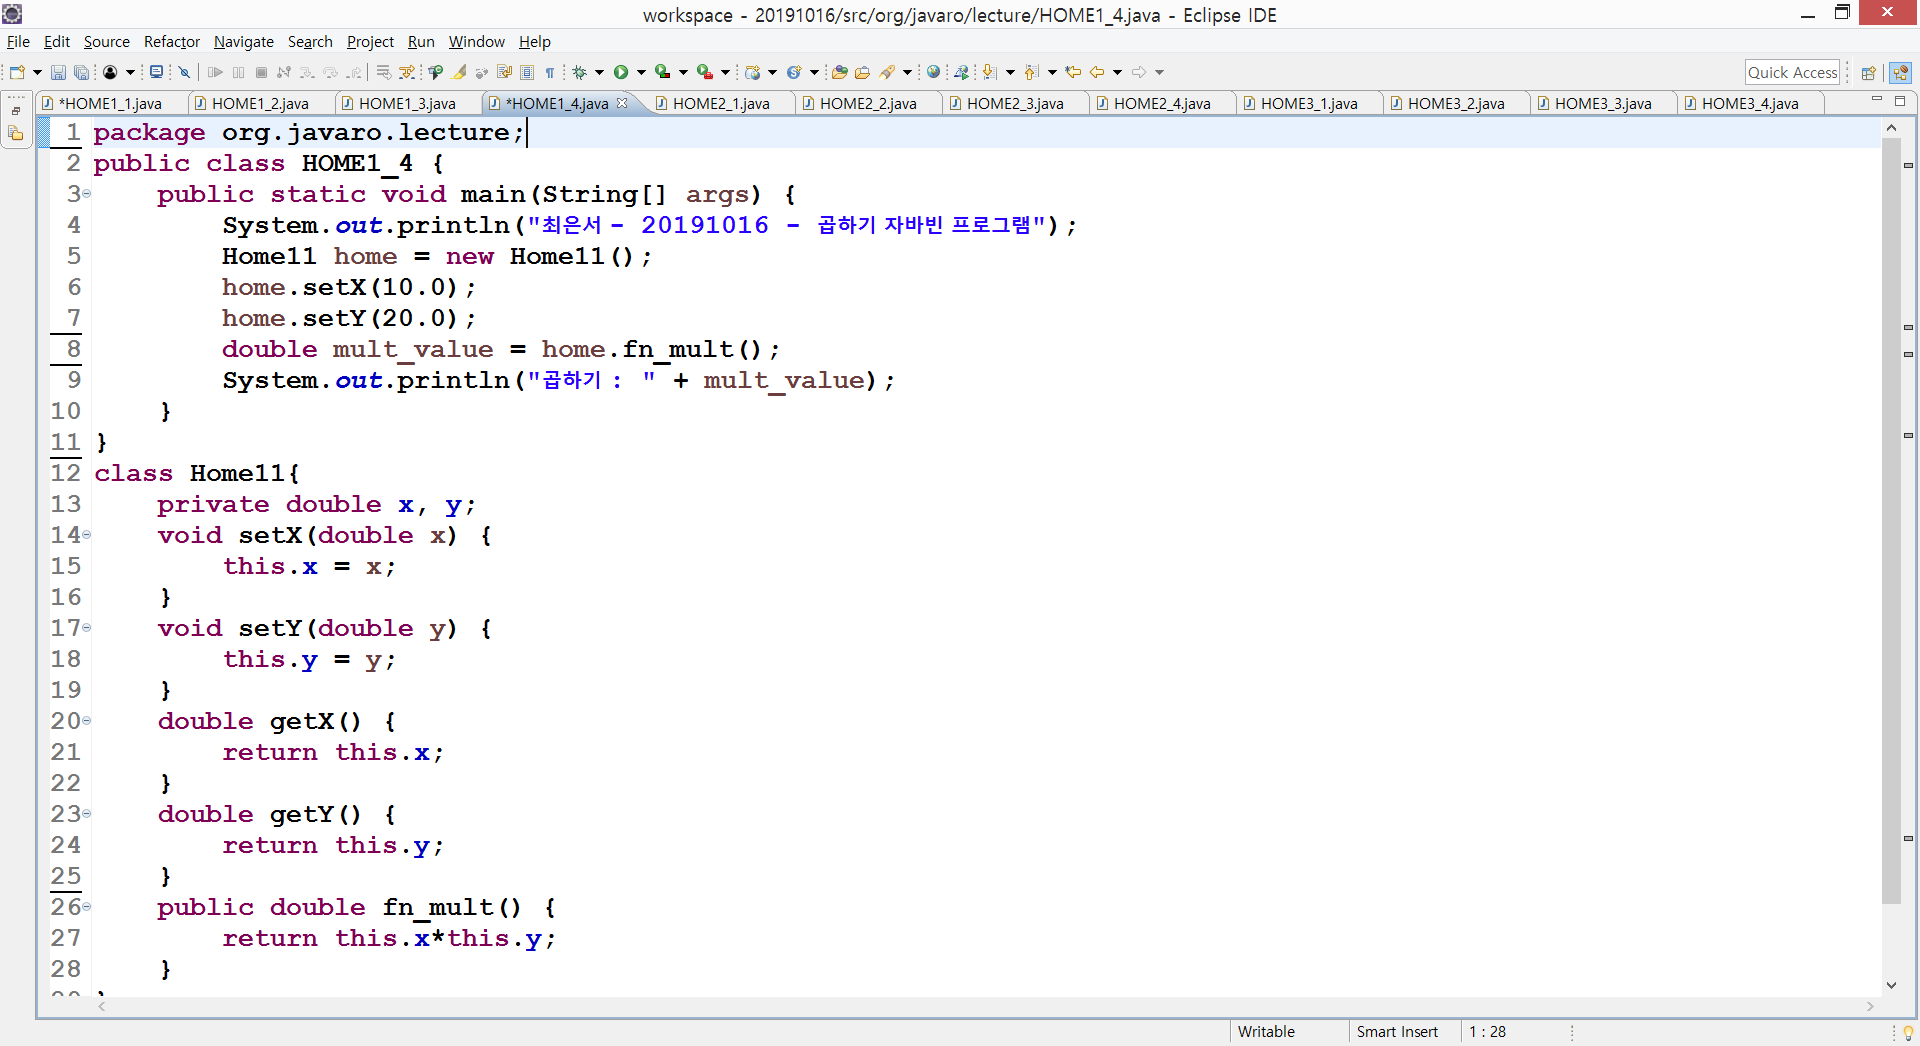 workspace - 20191016/src/org/javaro/lecture/HOME1_4.java - Eclipse IDE
File Edit Source Refactor Navigate Search Project Run Window Help
Quick Access
*HOME1_1.java HOME1_2.java HOME1_3.java *HOME1_4.java HOME2_1.java HOME2_2.java HOME2_3.java HOME2_4.java HOME3_1.java HOME3_2.java HOME3_3.java HOME3_4.java
1 package org.javaro.lecture;
2 public class HOME1_4 {
3 public static void main(String[] args) {
4 System.out.println("최은서 - 20191016 - 곱하기 자바빈 프로그램");
5 Home11 home = new Home11();
6 home.setX(10.0);
7 home.setY(20.0);
8 double mult_value = home.fn_mult();
9 System.out.println("곱하기 : " + mult_value);
10 }
11 }
12 class Home11{
13 private double x, y;
14 void setX(double x) {
15 this.x = x;
16 }
17 void setY(double y) {
18 this.y = y;
19 }
20 double getX() {
21 return this.x;
22 }
23 double getY() {
24 return this.y;
25 }
26 public double fn_mult() {
27 return this.x*this.y;
28 }
Writable Smart Insert 1 : 28